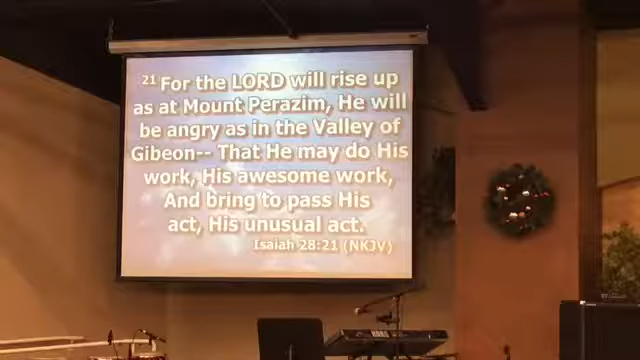 21 For the LORD will rise up
as at Mount Perazim, He will
be angry as in the Valley of
Gibeon-- That He may do His
work, His awesome work,
And bring to pass His
act, His unusual act.
Isaiah 28:21 (NKJV)